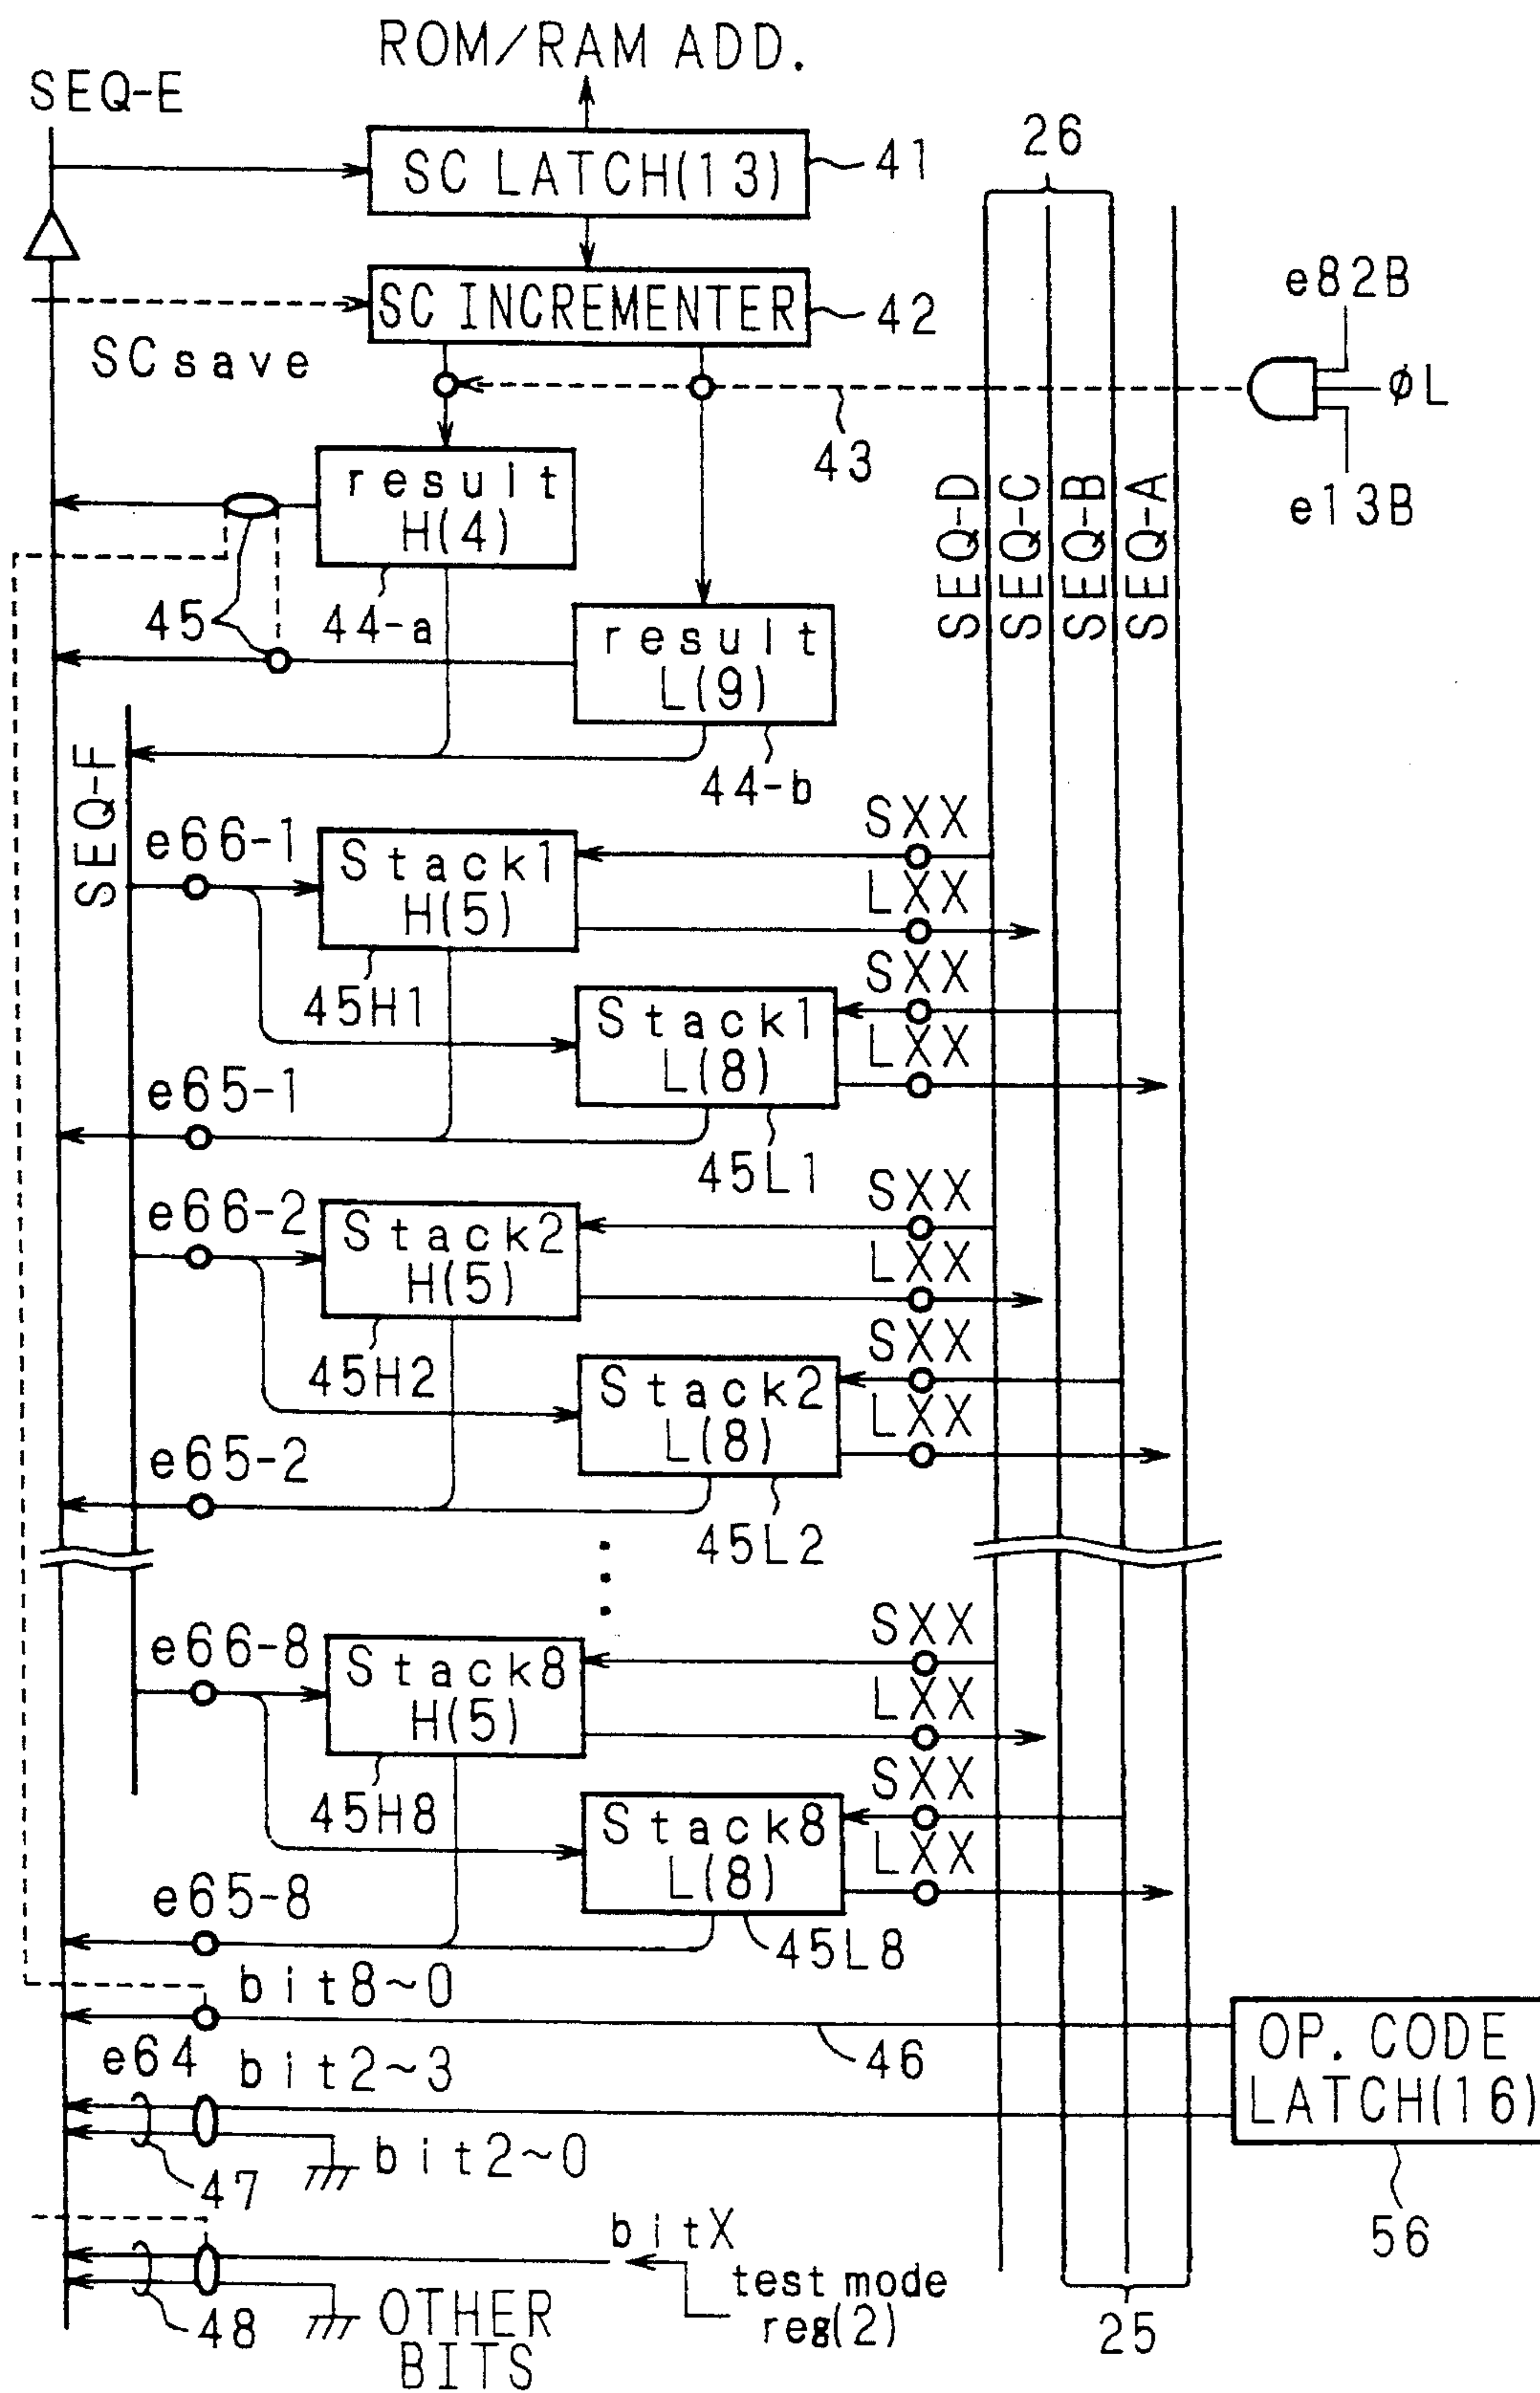 ROM/RAM ADD.
SEQ-E
26
SC LATCH(13)
41
e82B
SC INCREMENTER
42
SCsave
φL
43
e13B
result
H(4)
SEQ-D
SEQ-C
SEQ-B
SEQ-A
45
44-a
result
L(9)
SEQ-F
44-b
SXX
e66-1
Stack1
H(5)
LXX
SXX
45H1
Stack1
L(8)
LXX
e65-1
45L1
SXX
e66-2
Stack2
H(5)
LXX
SXX
45H2
Stack2
L(8)
LXX
e65-2
45L2
SXX
e66-8
Stack8
H(5)
LXX
SXX
45H8
Stack8
L(8)
LXX
e65-8
45L8
bit8~0
OP. CODE
LATCH(16)
46
e64
bit2~3
bit2~0
47
56
bitX
test mode
reg(2)
OTHER
BITS
48
25